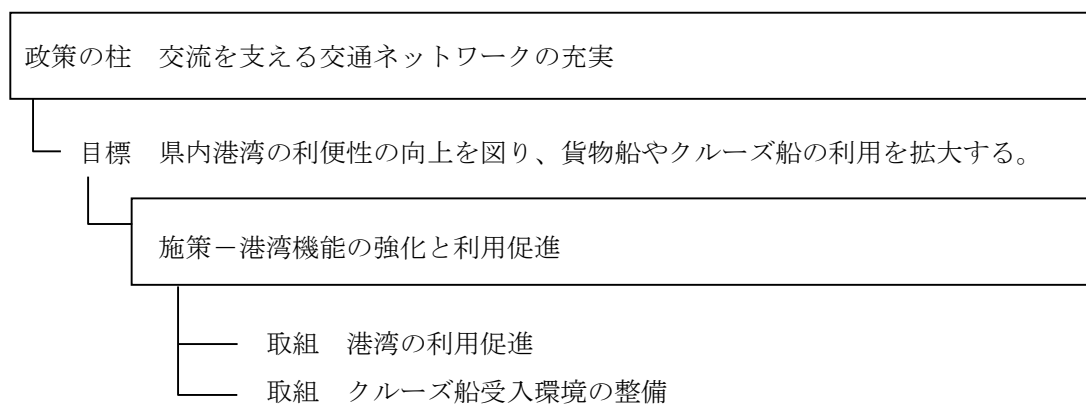 政策の柱　交流を支える交通ネットワークの充実
目標　県内港湾の利便性の向上を図り、貨物船やクルーズ船の利用を拡大する。
施策－港湾機能の強化と利用促進
取組　港湾の利用促進
取組　クルーズ船受入環境の整備